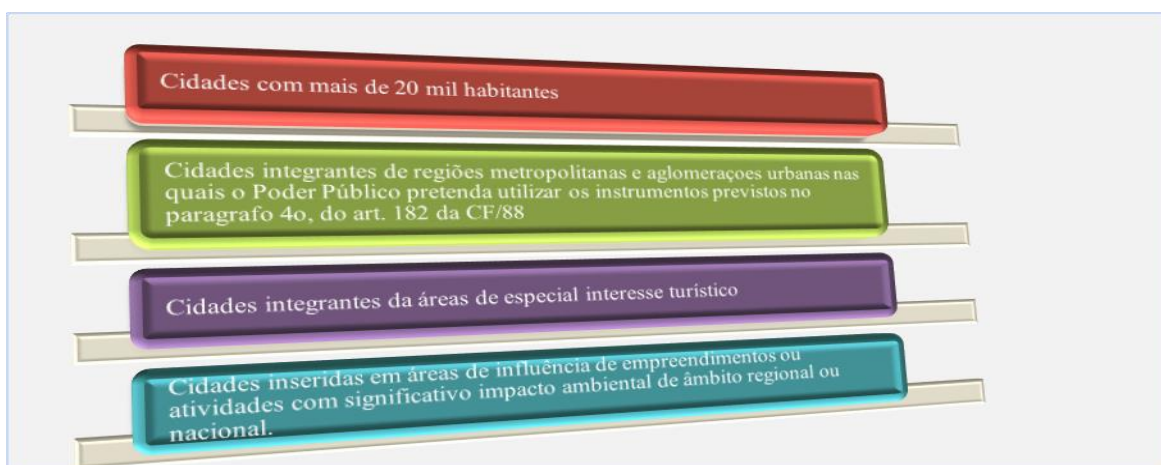 Cidades com mais de 20 mil habitantes
Cidades integrantes de regiões metropolitanas e aglomeraçoes urbanas nas
quais o Poder Público pretenda utilizar os instrumentos previstos no
paragrafo 4o, do art. 182 da CF/88
Cidades integrantes da áreas de especial interesse turístico
Cidades inseridas em áreas de influência de empreendimentos ou
atividades com significativo impacto ambiental de âmbito regional ou
nacional.